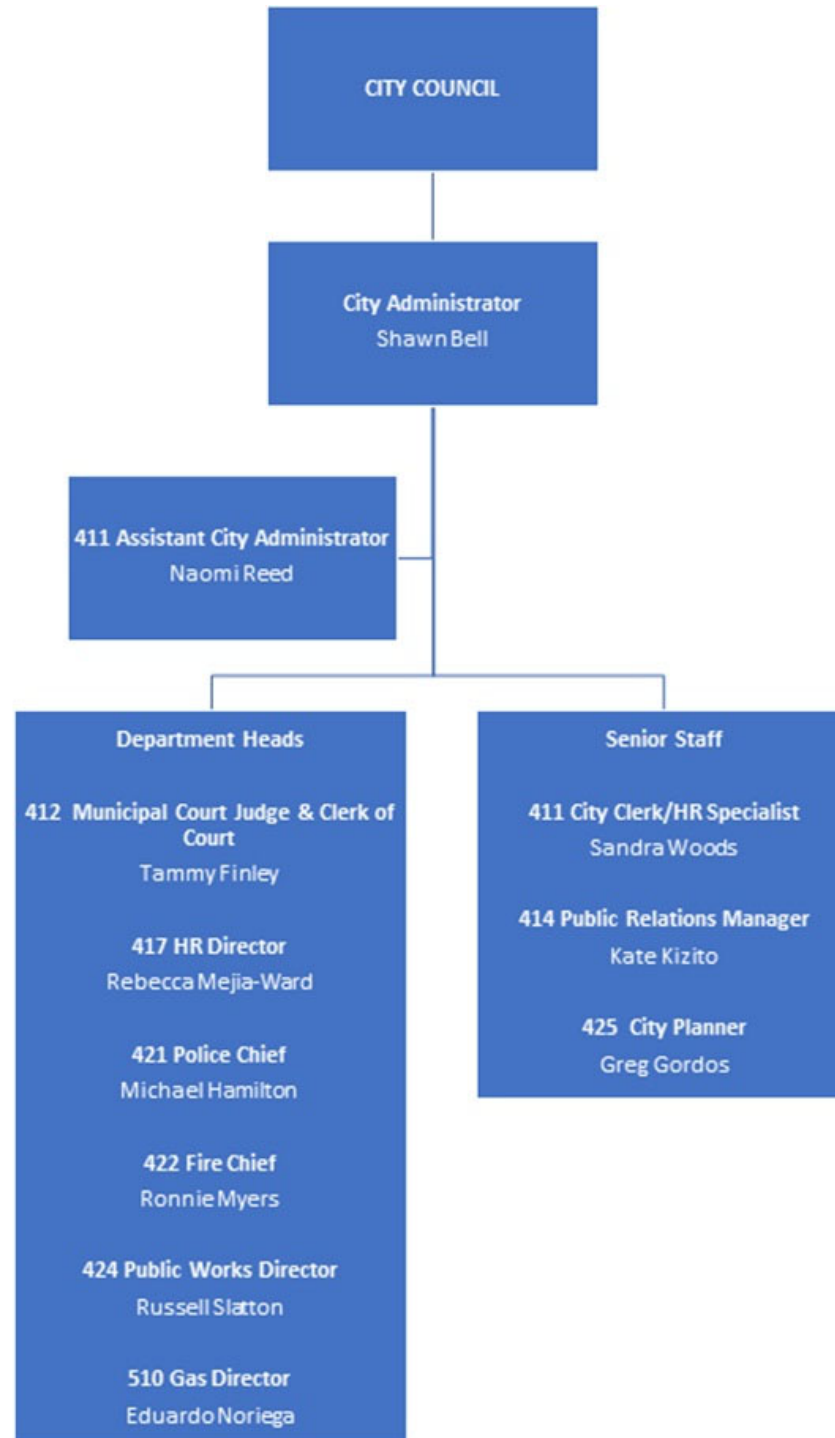 CITY COUNCIL
City Administrator
Shawn Bell
411 Assistant City Administrator
Naomi Reed
Department Heads
412 Municipal Court Judge & Clerk of
Court
Tammy Finley
417 HR Director
Rebecca Mejia-Ward
421 Police Chief
Michael Hamilton
422 Fire Chief
Ronnie Myers
424 Public Works Director
Russell Slatton
510 Gas Director
Eduardo Noriega
Senior Staff
411 City Clerk/HR Specialist
Sandra Woods
414 Public Relations Manager
Kate Kizito
425 City Planner
Greg Gordos